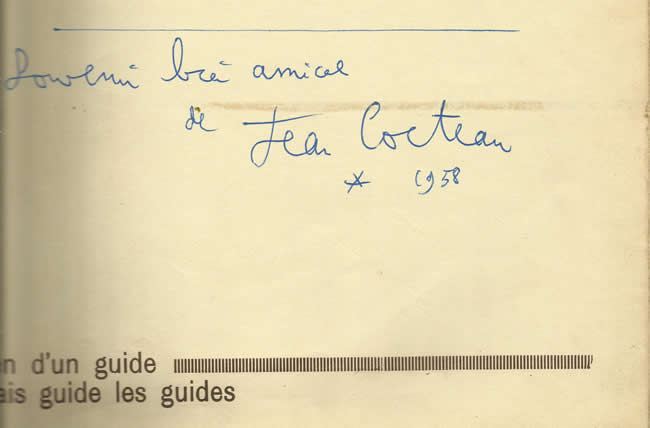 Souvenir bien amical
de Jean Cocteau
* 1958
n d'un guide
ais guide les guides